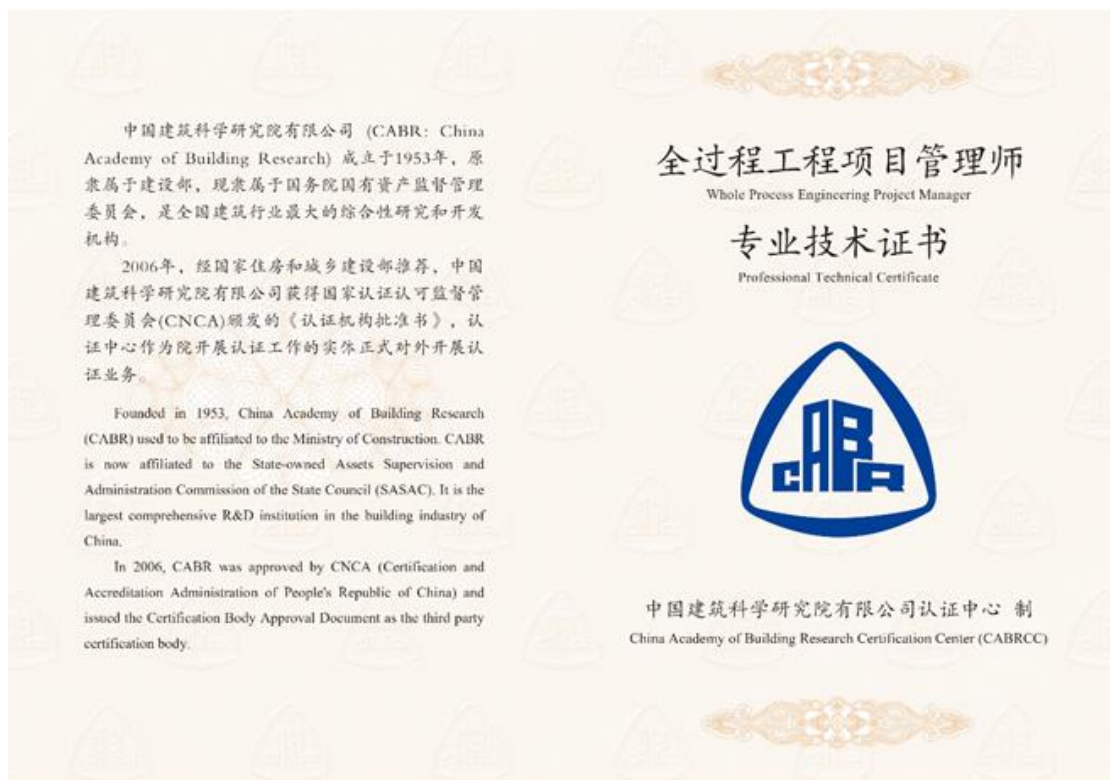 中国建筑科学研究院有限公司 (CABR: China
Academy of Building Research) 成立于1953年，原
隶属于建设部，现隶属于国务院国有资产监督管理
委员会，是全国建筑行业最大的综合性研究和开发
机构。
2006年，经国家住房和城乡建设部推荐，中国
建筑科学研究院有限公司获得国家认证认可监督管
理委员会(CNCA)颁发的《认证机构批准书》，认
证中心作为院开展认证工作的实体正式对外开展认
证业务。
Founded in 1953, China Academy of Building Research
(CABR) used to be affiliated to the Ministry of Construction. CABR
is now affiliated to the State-owned Assets Supervision and
Administration Commission of the State Council (SASAC). It is the
largest comprehensive R&D institution in the building industry of
China.
In 2006, CABR was approved by CNCA (Certification and
Accreditation Administration of People's Republic of China) and
issued the Certification Body Approval Document as the third party
certification body.
全过程工程项目管理师
Whole Process Engineering Project Manager
专业技术证书
Professional Technical Certificate
CABR
中国建筑科学研究院有限公司认证中心 制
China Academy of Building Research Certification Center (CABRCC)